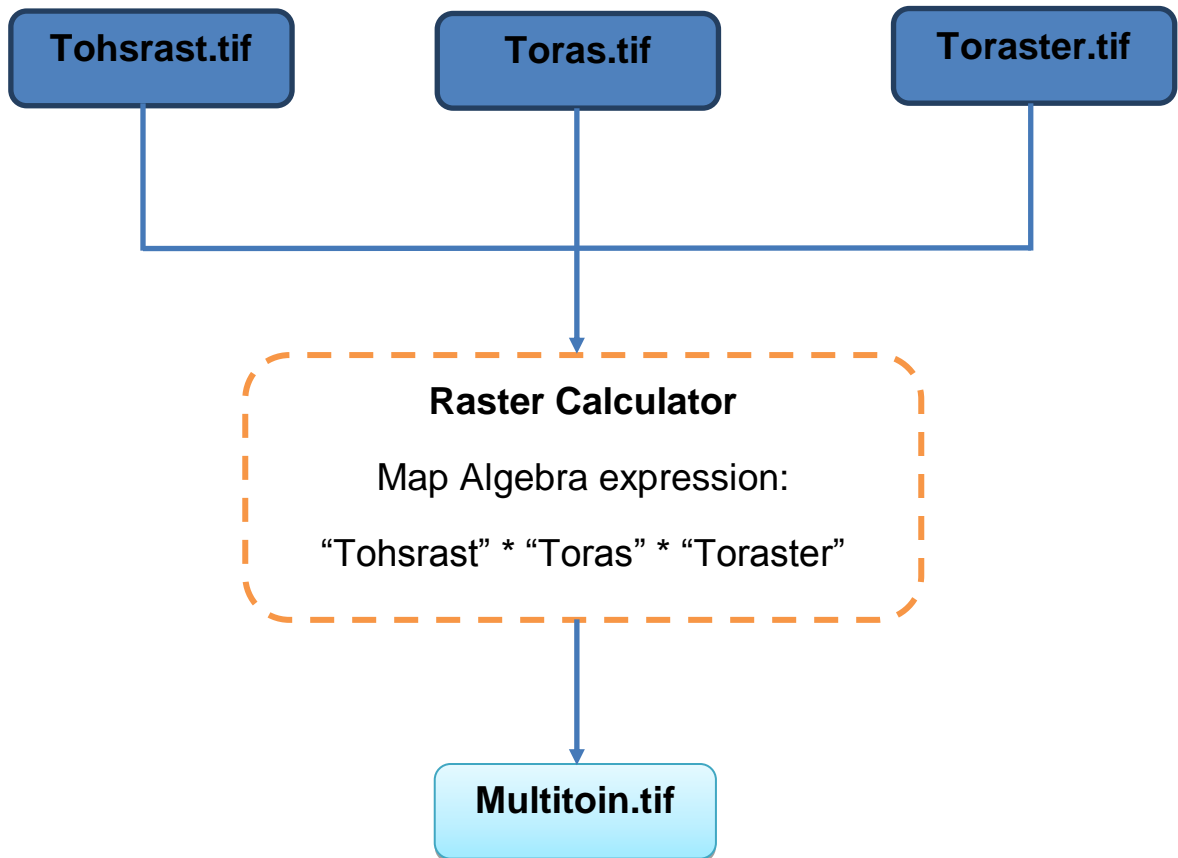 Tohsrast.tif
Toras.tif
Toraster.tif
Raster Calculator
Map Algebra expression:
“Tohsrast” * “Toras” * “Toraster”
Multitoin.tif